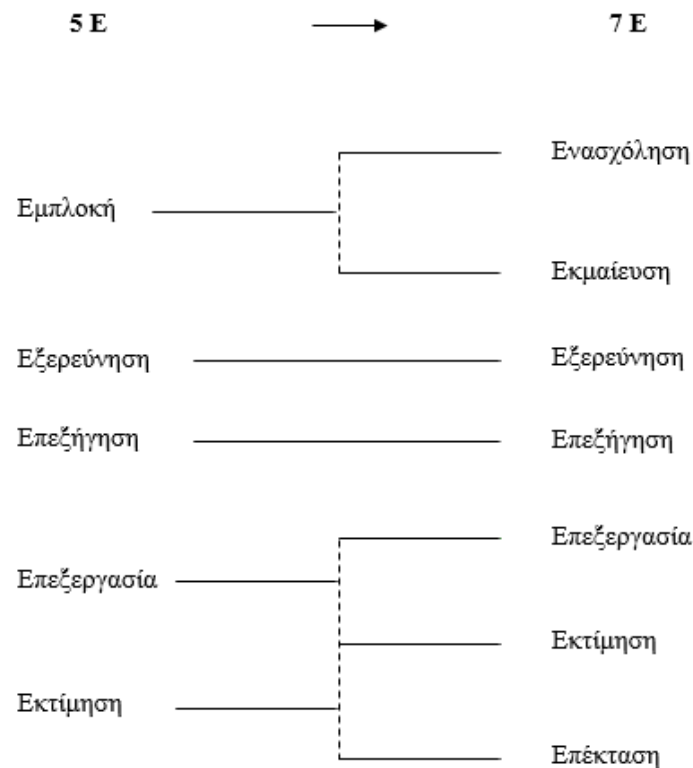 5 Ε 7 Ε
Ενασχόληση
Εμπλοκή
Εκμαίευση
Εξερεύνηση Εξερεύνηση
Επεξήγηση Επεξήγηση
Επεξεργασία
Επεξεργασία
Εκτίμηση
Εκτίμηση
Επέκταση